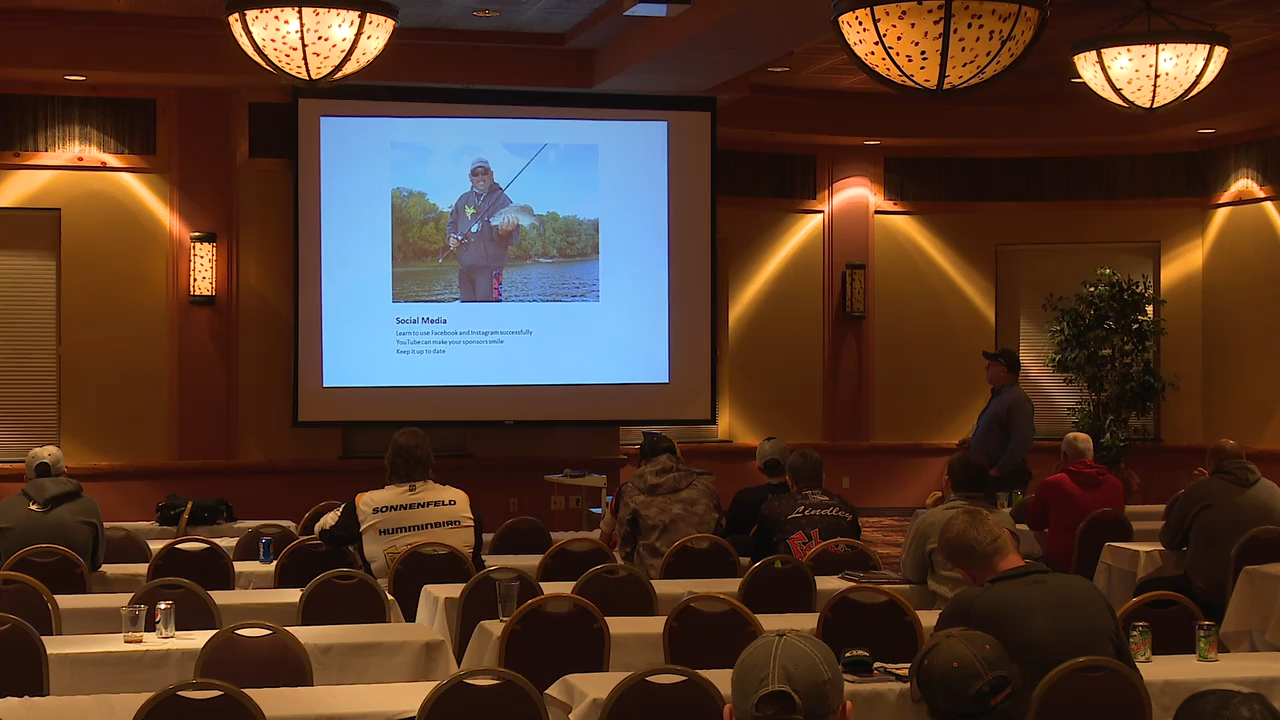 Social Media
Learn to use Facebook and Instagram successfully
YouTube can make your sponsors smile
Keep it up to date
SONNENFELD
HUMMINBIRD
Lindley